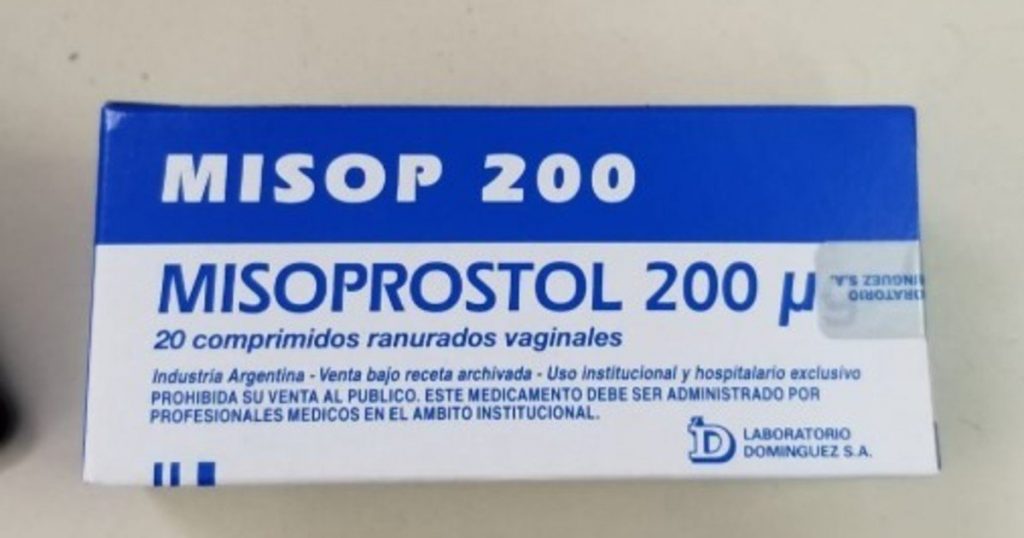 MISOP 200
MISOPROSTOL 200 µg
20 comprimidos ranurados vaginales
Industria Argentina - Venta bajo receta archivada - Uso institucional y hospitalario exclusivo
PROHIBIDA SU VENTA AL PUBLICO. ESTE MEDICAMENTO DEBE SER ADMINISTRADO POR
PROFESIONALES MEDICOS EN EL AMBITO INSTITUCIONAL.
LABORATORIO
DOMINGUEZ S.A.